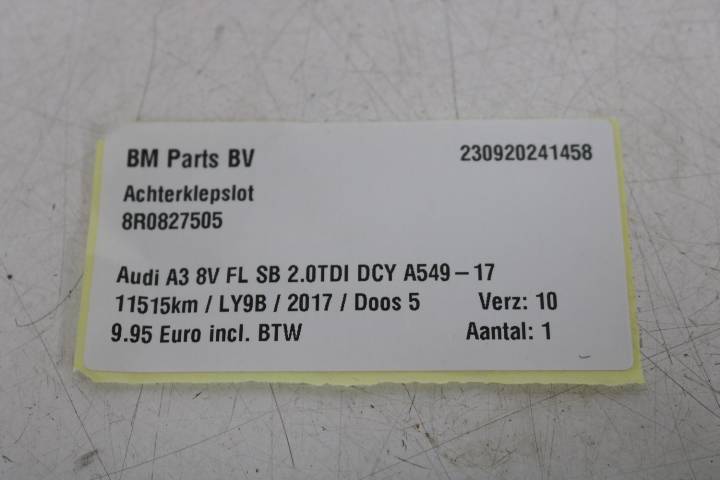 BM Parts BV 230920241458
Achterklepslot
8R0827505
Audi A3 8V FL SB 2.0TDI DCY A549-17
11515km / LY9B / 2017 / Doos 5 Verz: 10
9.95 Euro incl. BTW Aantal: 1